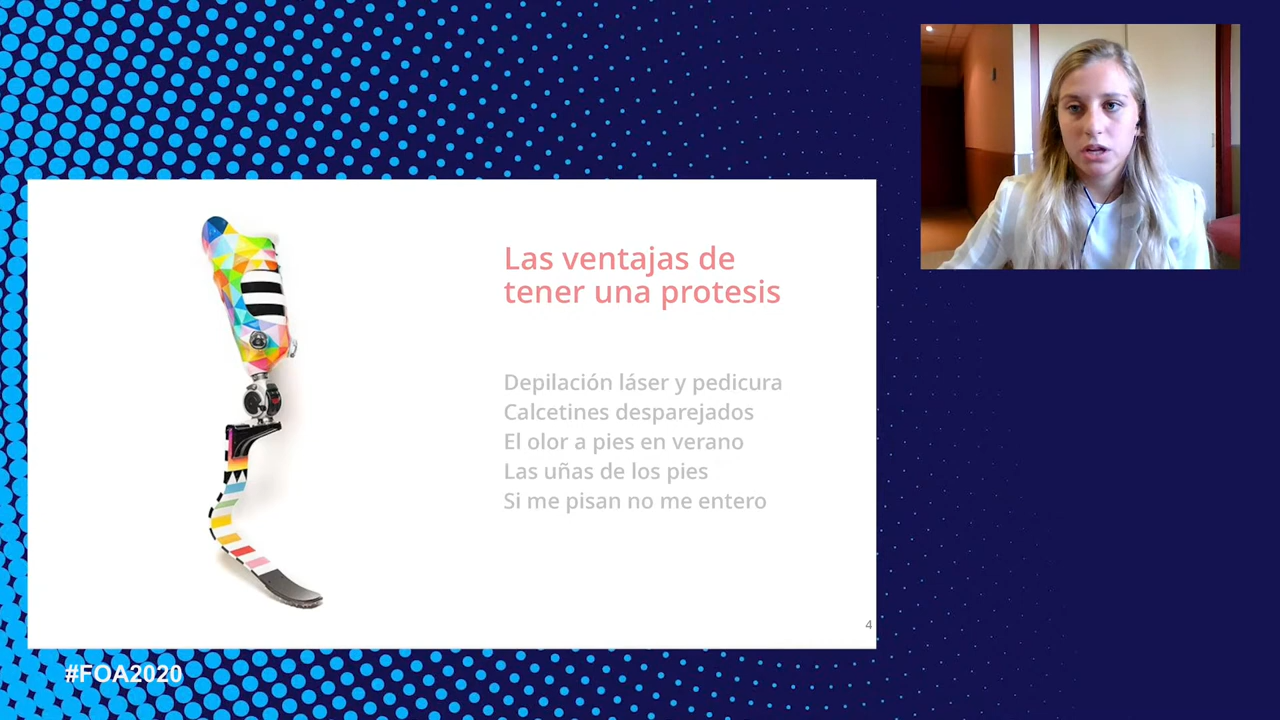 Las ventajas de
tener una protesis
Depilación láser y pedicura
Calcetines desparejados
El olor a pies en verano
Las uñas de los pies
Si me pisan no me entero
4
#FOA2020